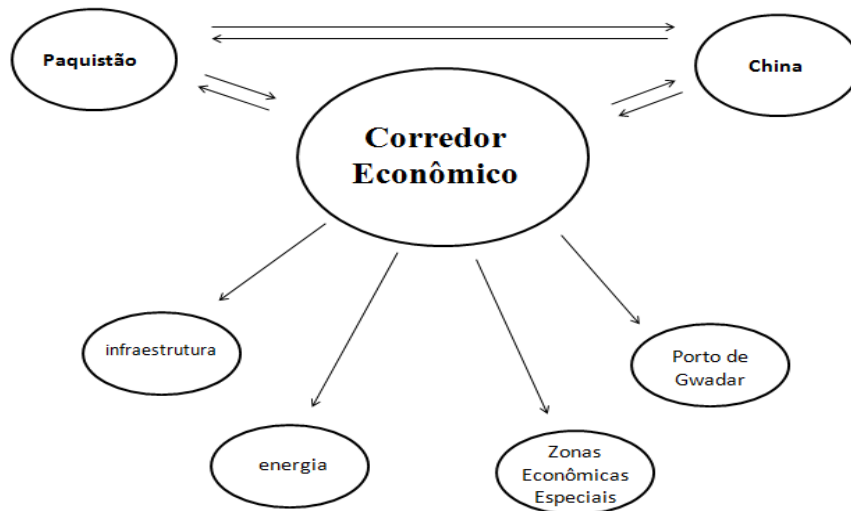 Paquistão
China
Corredor
Econômico
infraestrutura
Porto de
Gwadar
energia
Zonas
Econômicas
Especiais